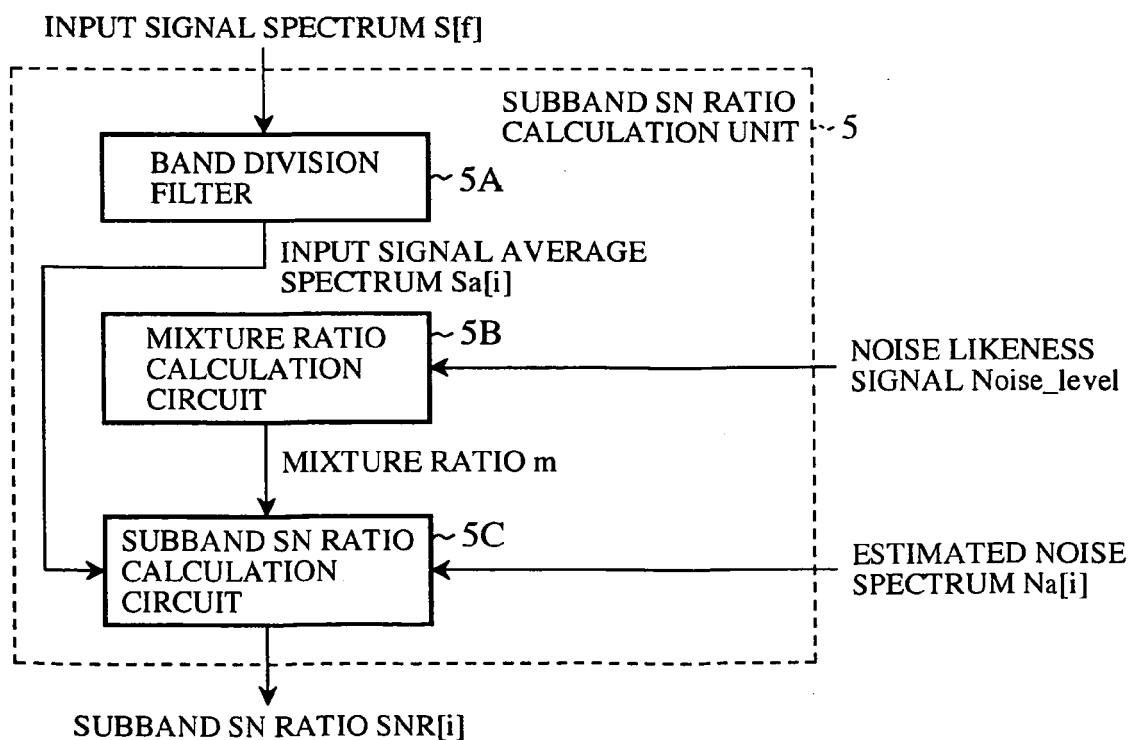 INPUT SIGNAL SPECTRUM S[f]
SUBBAND SN RATIO
CALCULATION UNIT
5
BAND DIVISION
FILTER
5A
INPUT SIGNAL AVERAGE
SPECTRUM Sa[i]
MIXTURE RATIO
CALCULATION
CIRCUIT
5B
NOISE LIKENESS
SIGNAL Noise_level
MIXTURE RATIO m
SUBBAND SN RATIO
CALCULATION
CIRCUIT
5C
ESTIMATED NOISE
SPECTRUM Na[i]
SUBBAND SN RATIO SNR[i]